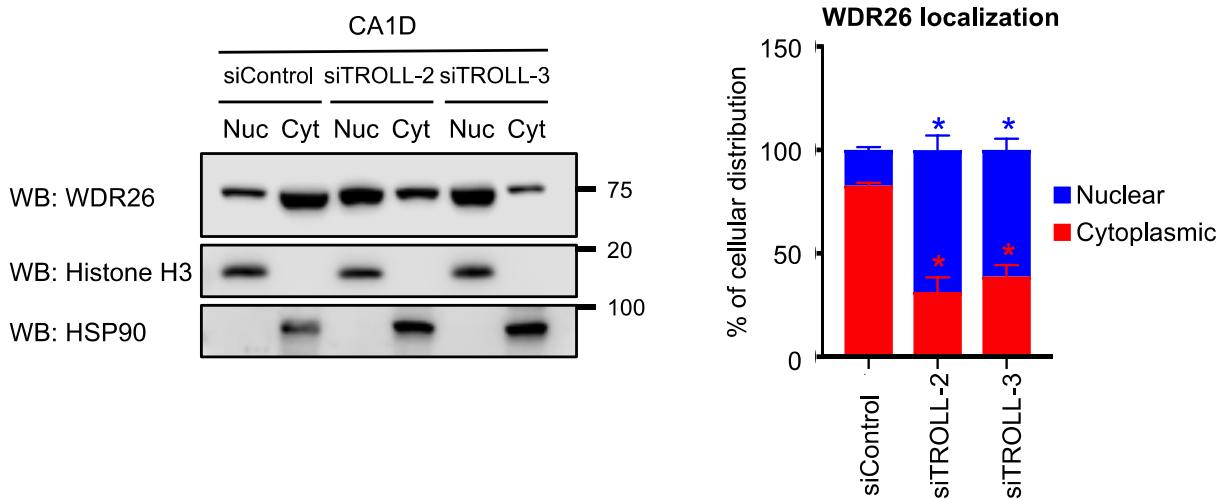 CA1D
siControl siTROLL-2 siTROLL-3
Nuc Cyt Nuc Cyt Nuc Cyt
WB: WDR26
75
WB: Histone H3
20
WB: HSP90
100
WDR26 localization
% of cellular distribution
150
100
50
0
* *
* *
Nuclear
Cytoplasmic
siControl
siTROLL-2
siTROLL-3